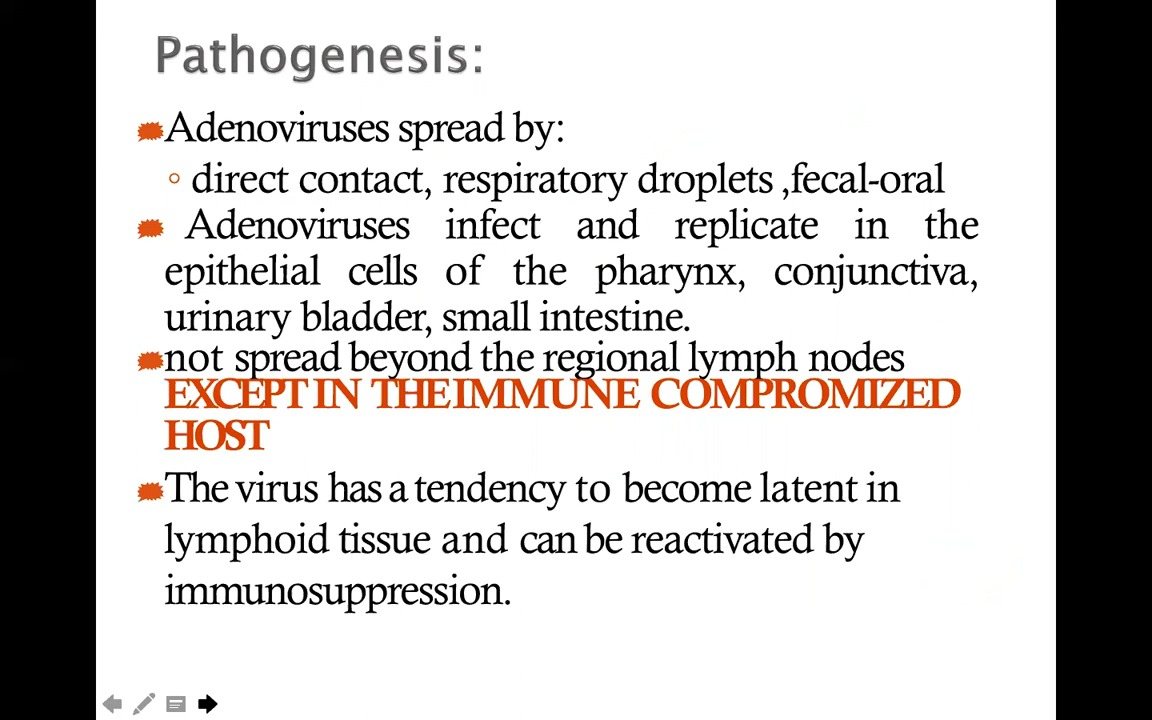 Pathogenesis:
Adenoviruses spread by:
direct contact, respiratory droplets ,fecal-oral
Adenoviruses infect and replicate in the
epithelial cells of the pharynx, conjunctiva,
urinary bladder, small intestine.
not spread beyond the regional lymph nodes
EXCEPT IN THE IMMUNE COMPROMIZED
HOST
The virus has a tendency to become latent in
lymphoid tissue and can be reactivated by
immunosuppression.